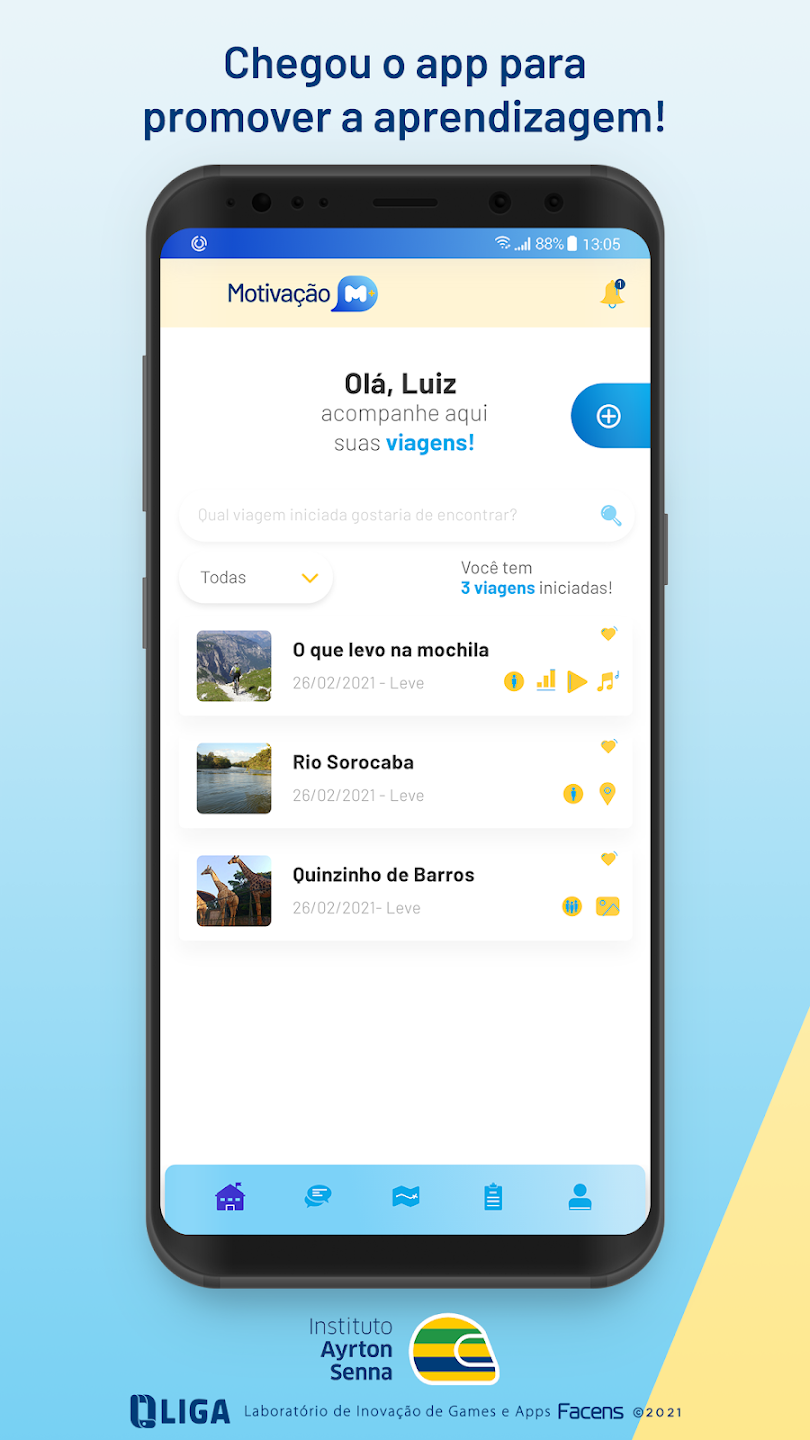 Chegou o app para
promover a aprendizagem!
88% 13:05
Motivação M+
1
Olá, Luiz
acompanhe aqui
suas viagens!
Qual viagem iniciada gostaria de encontrar?
Todas
Você tem
3 viagens iniciadas!
O que levo na mochila
26/02/2021 - Leve
Rio Sorocaba
26/02/2021 - Leve
Quinzinho de Barros
26/02/2021- Leve
Instituto
Ayrton
Senna
LIGA Laboratório de Inovação de Games e Apps Facens ©2021